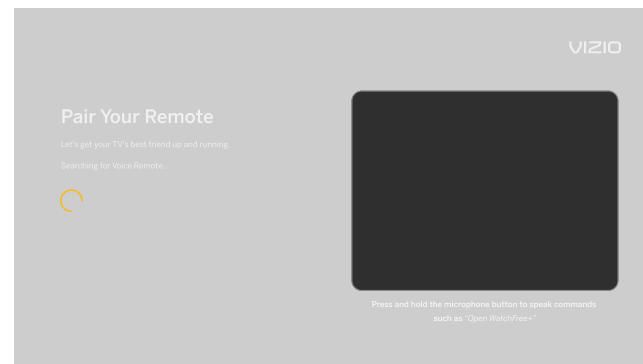 VIZIO
Pair Your Remote
Let's get your TV's best friend up and running.
Searching for Voice Remote...
Press and hold the microphone button to speak commands
such as "Open WatchFree+"